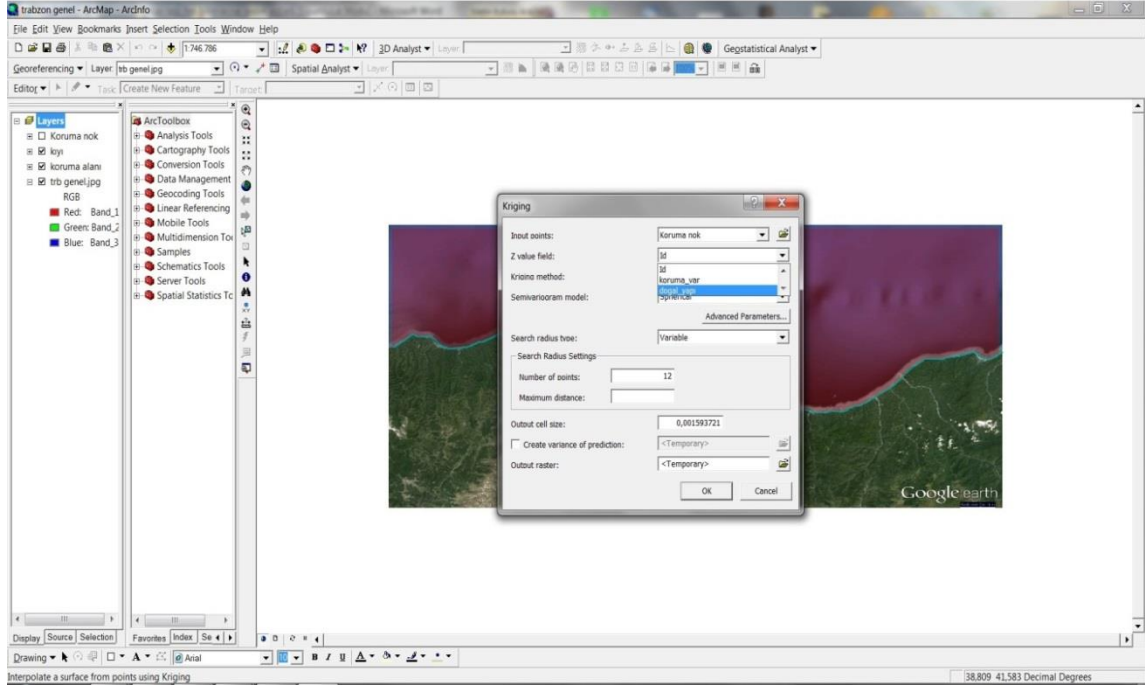 trabzon genel - ArcMap - ArcInfo
File Edit View Bookmarks Insert Selection Tools Window Help
1:746.786 3D Analyst Layer: Geostatistical Analyst
Georeferencing Layer: trb genel.jpg Spatial Analyst Layer:
Editor Task: Create New Feature Target:
Layers
Koruma nok
kıyı
koruma alanı
trb genel.jpg
RGB
Red: Band_1
Green: Band_2
Blue: Band_3
ArcToolbox
Analysis Tools
Cartography Tools
Conversion Tools
Data Management
Geocoding Tools
Linear Referencing
Mobile Tools
Multidimension Too
Samples
Schematics Tools
Server Tools
Spatial Statistics Tc
Kriging
Input points: Koruma nok
Z value field: Id
Id
koruma_var
dogal_yapi
Kriging method:
Semivariogram model: Spherical
Advanced Parameters...
Search radius type: Variable
Search Radius Settings
Number of points: 12
Maximum distance:
Output cell size: 0,001593721
Create variance of prediction: <Temporary>
Output raster: <Temporary>
OK Cancel
Google earth
Display Source Selection
Favorites Index Se
Drawing A Arial 10 B I U A
Interpolate a surface from points using Kriging
38,809 41,583 Decimal Degrees